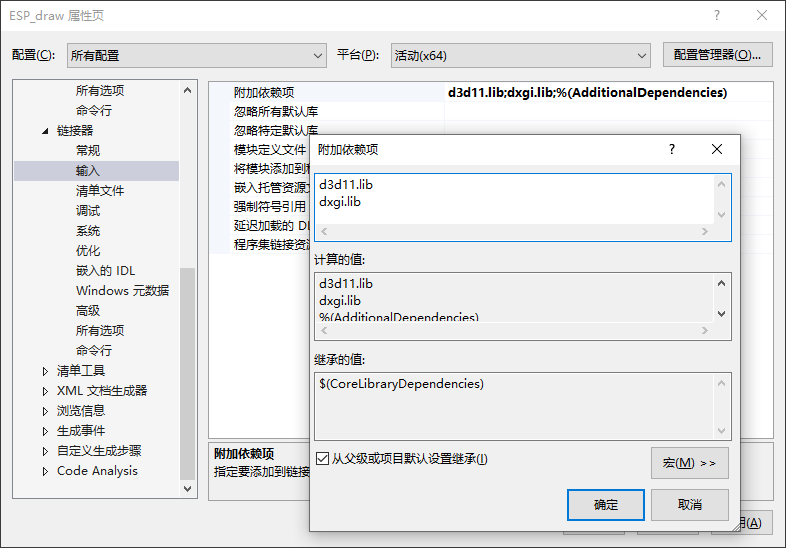 ESP_draw 属性页
配置(C): 所有配置 平台(P): 活动(x64) 配置管理器(O)...
所有选项
命令行
链接器
常规
输入
清单文件
调试
系统
优化
嵌入的 IDL
Windows 元数据
高级
所有选项
命令行
清单工具
XML 文档生成器
浏览信息
生成事件
自定义生成步骤
Code Analysis
附加依赖项 d3d11.lib;dxgi.lib;%(AdditionalDependencies)
忽略所有默认库
忽略特定默认库
模块定义文件
将模块添加到
嵌入托管资源
强制符号引用
延迟加载的 DL
程序集链接资
附加依赖项
指定要添加到链接
附加依赖项
d3d11.lib
dxgi.lib
计算的值:
d3d11.lib
dxgi.lib
%(AdditionalDependencies)
继承的值:
$(CoreLibraryDependencies)
从父级或项目默认设置继承(I)
宏(M) >>
确定 取消
(A)